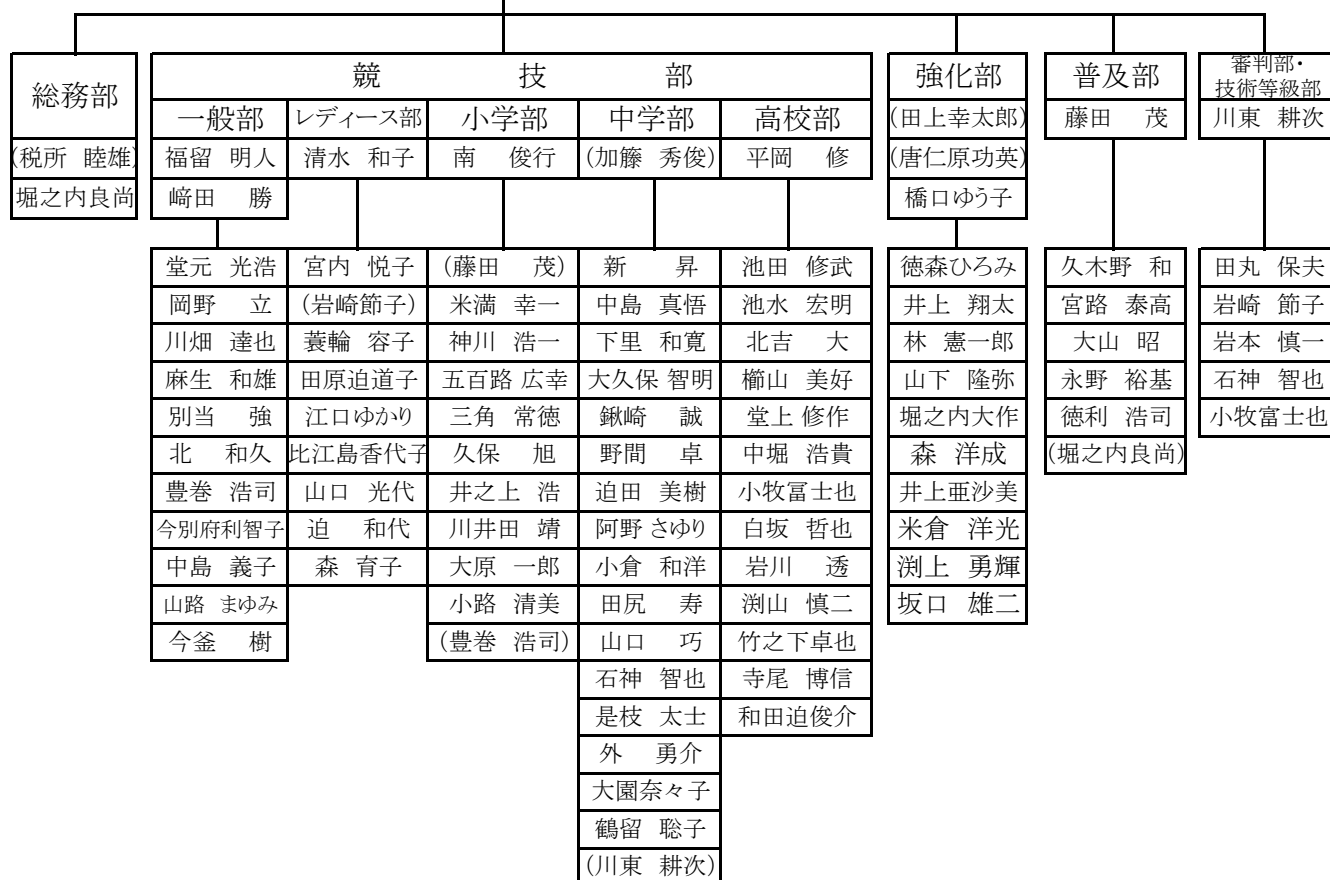 総務部
(税所 睦雄)
堀之内良尚
競 技 部
一般部 レディース部 小学部 中学部 高校部
福留 明人 清水 和子 南 俊行 (加籐 秀俊) 平岡 修
﨑田 勝
強化部
(田上幸太郎)
(唐仁原功英)
橋口ゆう子
普及部
藤田 茂
審判部・
技術等級部
川東 耕次
堂元 光浩
岡野 立
川畑 達也
麻生 和雄
別当 強
北 和久
豊巻 浩司
今別府利智子
中島 義子
山路 まゆみ
今釜 樹
宮内 悦子
(岩崎節子)
蓑輪 容子
田原迫道子
江口ゆかり
比江島香代子
山口 光代
迫 和代
森 育子
(藤田 茂)
米満 幸一
神川 浩一
五百路 広幸
三角 常徳
久保 旭
井之上 浩
川井田 靖
大原 一郎
小路 清美
(豊巻 浩司)
新 昇
中島 真悟
下里 和寛
大久保 智明
鍬崎 誠
野間 卓
迫田 美樹
阿野 さゆり
小倉 和洋
田尻 寿
山口 巧
石神 智也
是枝 太士
外 勇介
大園奈々子
鶴留 聡子
(川東 耕次)
池田 修武
池水 宏明
北吉 大
櫛山 美好
堂上 修作
中堀 浩貴
小牧冨士也
白坂 哲也
岩川 透
渕山 慎二
竹之下卓也
寺尾 博信
和田迫俊介
徳森ひろみ
井上 翔太
林 憲一郎
山下 隆弥
堀之内大作
森 洋成
井上亜沙美
米倉 洋光
渕上 勇輝
坂口 雄二
久木野 和
宮路 泰高
大山 昭
永野 裕基
徳利 浩司
(堀之内良尚)
田丸 保夫
岩崎 節子
岩本 慎一
石神 智也
小牧富士也